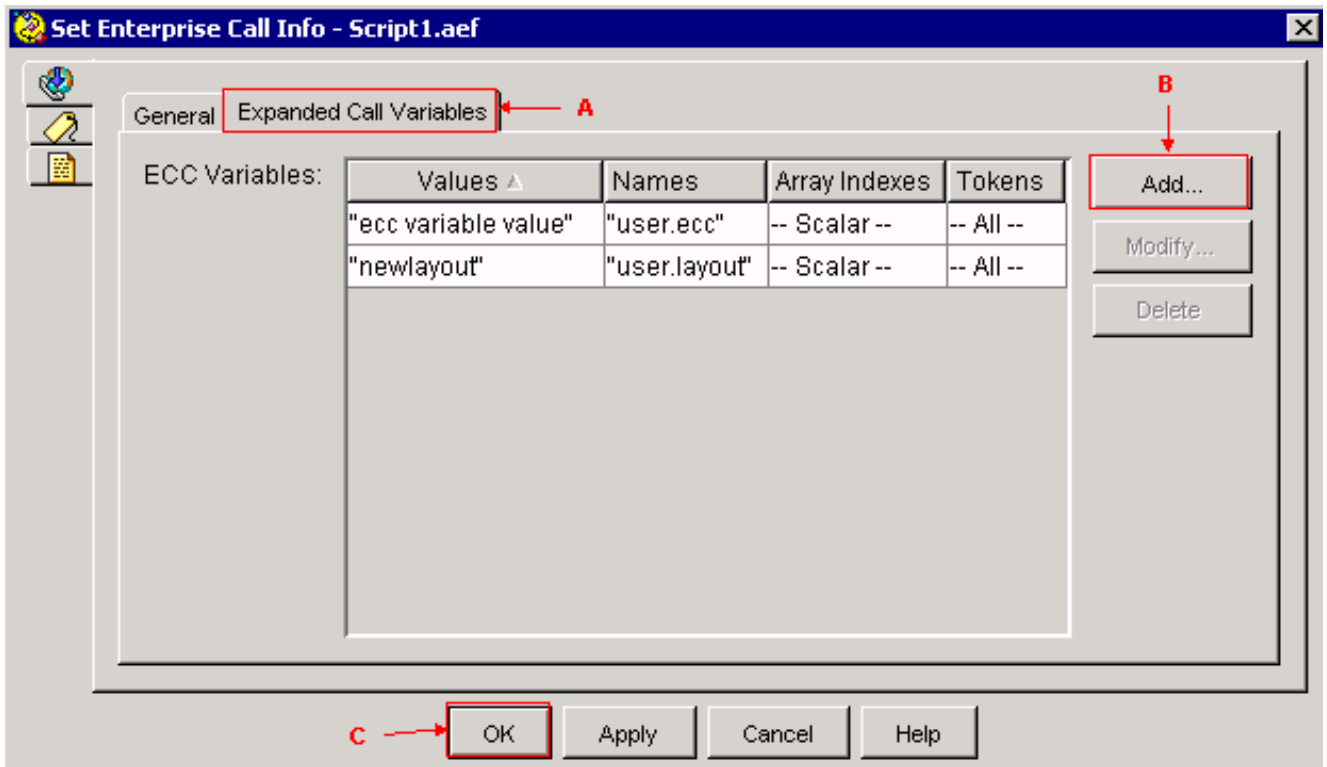 Set Enterprise Call Info - Script1.aef
B
General Expanded Call Variables A
ECC Variables: Values Names Array Indexes Tokens Add...
"ecc variable value" "user.ecc" -- Scalar -- -- All --
Modify...
"newlayout" "user.layout" -- Scalar -- -- All --
Delete
C OK Apply Cancel Help